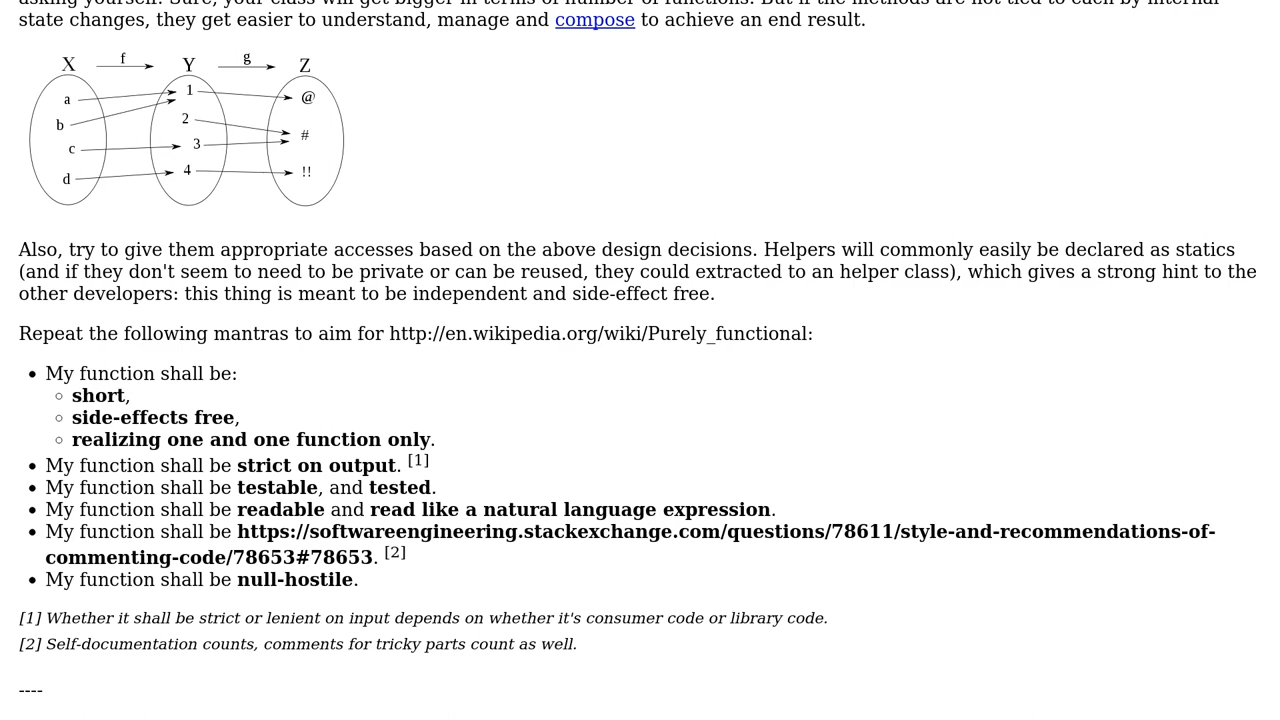 state changes, they get easier to understand, manage and compose to achieve an end result.
X f Y g Z
a 1 @
b 2 #
c 3
d 4 !!
Also, try to give them appropriate accesses based on the above design decisions. Helpers will commonly easily be declared as statics
(and if they don't seem to need to be private or can be reused, they could extracted to an helper class), which gives a strong hint to the
other developers: this thing is meant to be independent and side-effect free.
Repeat the following mantras to aim for http://en.wikipedia.org/wiki/Purely_functional:
• My function shall be:
◦ short,
◦ side-effects free,
◦ realizing one and one function only.
• My function shall be strict on output. [1]
• My function shall be testable, and tested.
• My function shall be readable and read like a natural language expression.
• My function shall be https://softwareengineering.stackexchange.com/questions/78611/style-and-recommendations-of-
commenting-code/78653#78653. [2]
• My function shall be null-hostile.
[1] Whether it shall be strict or lenient on input depends on whether it's consumer code or library code.
[2] Self-documentation counts, comments for tricky parts count as well.
----